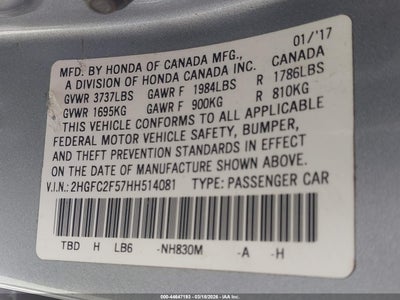 MFD. BY HONDA OF CANADA MFG., 01/'17
A DIVISION OF HONDA CANADA INC. CANADA
GVWR 3737LBS GAWR F 1984LBS R 1786LBS
GVWR 1695KG GAWR F 900KG R 810KG
THIS VEHICLE CONFORMS TO ALL APPLICABLE
FEDERAL MOTOR VEHICLE SAFETY, BUMPER,
AND THEFT PREVENTION STANDARDS IN EFFECT
ON THE DATE OF MANUFACTURE SHOWN ABOVE.
V.I.N.: 2HGFC2F57HH514081 TYPE: PASSENGER CAR
TBD H LB6 -NH830M -A -H
000-44647193 - 03/18/2026 - IAAI.COM